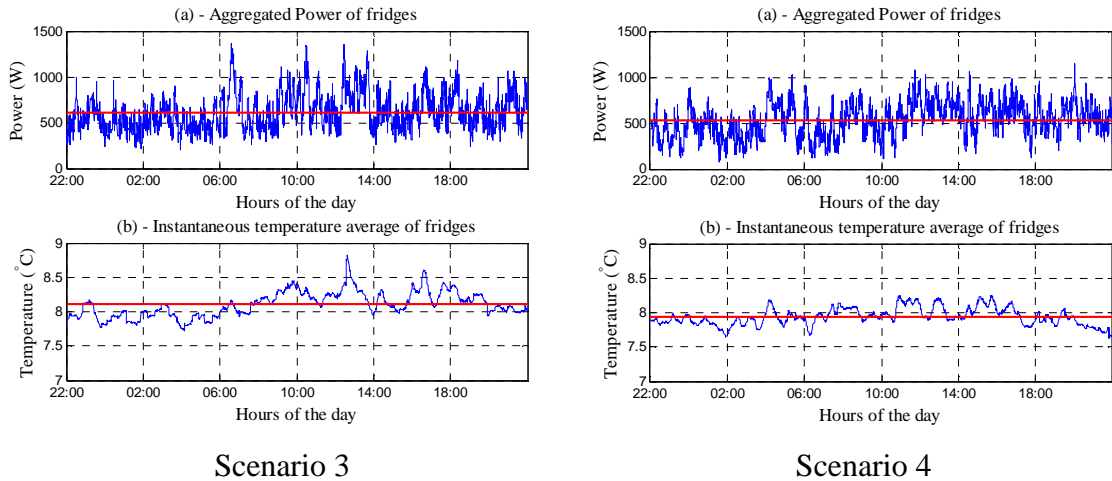 (a) - Aggregated Power of fridges
1500
1000
500
0
Power (W)
22:00 02:00 06:00 10:00 14:00 18:00
Hours of the day
(b) - Instantaneous temperature average of fridges
9
8.5
8
7.5
7
Temperature (°C)
22:00 02:00 06:00 10:00 14:00 18:00
Hours of the day
Scenario 3
(a) - Aggregated Power of fridges
1500
1000
500
0
Power (W)
22:00 02:00 06:00 10:00 14:00 18:00
Hours of the day
(b) - Instantaneous temperature average of fridges
9
8.5
8
7.5
7
Temperature (°C)
22:00 02:00 06:00 10:00 14:00 18:00
Hours of the day
Scenario 4